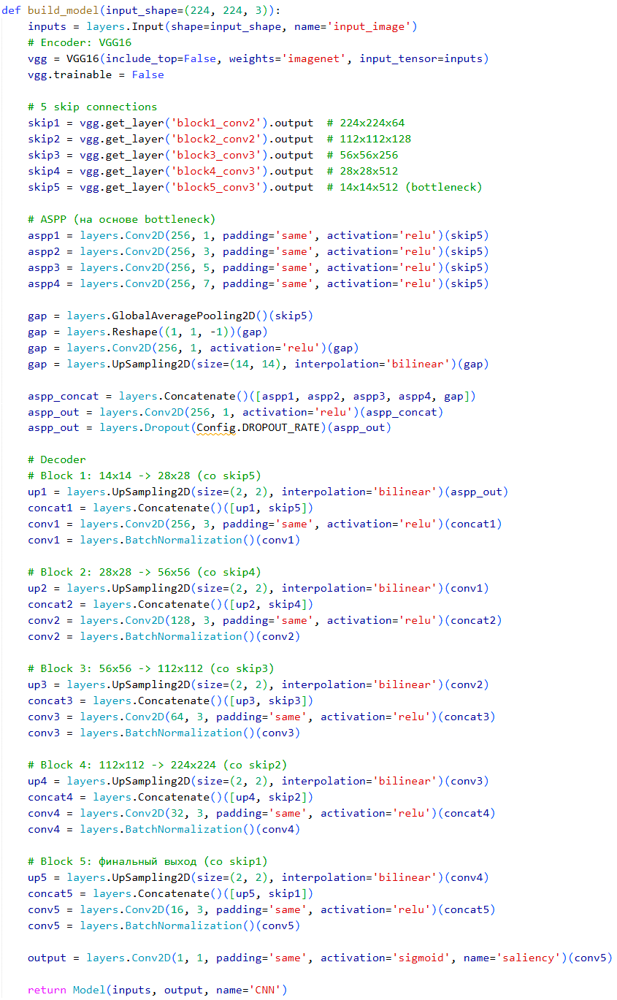 def build_model(input_shape=(224, 224, 3)):
    inputs = layers.Input(shape=input_shape, name='input_image')
    # Encoder: VGG16
    vgg = VGG16(include_top=False, weights='imagenet', input_tensor=inputs)
    vgg.trainable = False

    # 5 skip connections
    skip1 = vgg.get_layer('block1_conv2').output  # 224x224x64
    skip2 = vgg.get_layer('block2_conv2').output  # 112x112x128
    skip3 = vgg.get_layer('block3_conv3').output  # 56x56x256
    skip4 = vgg.get_layer('block4_conv3').output  # 28x28x512
    skip5 = vgg.get_layer('block5_conv3').output  # 14x14x512 (bottleneck)

    # ASPP (на основе bottleneck)
    aspp1 = layers.Conv2D(256, 1, padding='same', activation='relu')(skip5)
    aspp2 = layers.Conv2D(256, 3, padding='same', activation='relu')(skip5)
    aspp3 = layers.Conv2D(256, 5, padding='same', activation='relu')(skip5)
    aspp4 = layers.Conv2D(256, 7, padding='same', activation='relu')(skip5)

    gap = layers.GlobalAveragePooling2D()(skip5)
    gap = layers.Reshape((1, 1, -1))(gap)
    gap = layers.Conv2D(256, 1, activation='relu')(gap)
    gap = layers.UpSampling2D(size=(14, 14), interpolation='bilinear')(gap)

    aspp_concat = layers.Concatenate()([aspp1, aspp2, aspp3, aspp4, gap])
    aspp_out = layers.Conv2D(256, 1, activation='relu')(aspp_concat)
    aspp_out = layers.Dropout(Config.DROPOUT_RATE)(aspp_out)

    # Decoder
    # Block 1: 14x14 -> 28x28 (со skip5)
    up1 = layers.UpSampling2D(size=(2, 2), interpolation='bilinear')(aspp_out)
    concat1 = layers.Concatenate()([up1, skip5])
    conv1 = layers.Conv2D(256, 3, padding='same', activation='relu')(concat1)
    conv1 = layers.BatchNormalization()(conv1)

    # Block 2: 28x28 -> 56x56 (со skip4)
    up2 = layers.UpSampling2D(size=(2, 2), interpolation='bilinear')(conv1)
    concat2 = layers.Concatenate()([up2, skip4])
    conv2 = layers.Conv2D(128, 3, padding='same', activation='relu')(concat2)
    conv2 = layers.BatchNormalization()(conv2)

    # Block 3: 56x56 -> 112x112 (со skip3)
    up3 = layers.UpSampling2D(size=(2, 2), interpolation='bilinear')(conv2)
    concat3 = layers.Concatenate()([up3, skip3])
    conv3 = layers.Conv2D(64, 3, padding='same', activation='relu')(concat3)
    conv3 = layers.BatchNormalization()(conv3)

    # Block 4: 112x112 -> 224x224 (со skip2)
    up4 = layers.UpSampling2D(size=(2, 2), interpolation='bilinear')(conv3)
    concat4 = layers.Concatenate()([up4, skip2])
    conv4 = layers.Conv2D(32, 3, padding='same', activation='relu')(concat4)
    conv4 = layers.BatchNormalization()(conv4)

    # Block 5: финальный выход (со skip1)
    up5 = layers.UpSampling2D(size=(2, 2), interpolation='bilinear')(conv4)
    concat5 = layers.Concatenate()([up5, skip1])
    conv5 = layers.Conv2D(16, 3, padding='same', activation='relu')(concat5)
    conv5 = layers.BatchNormalization()(conv5)

    output = layers.Conv2D(1, 1, padding='same', activation='sigmoid', name='saliency')(conv5)

    return Model(inputs, output, name='CNN')